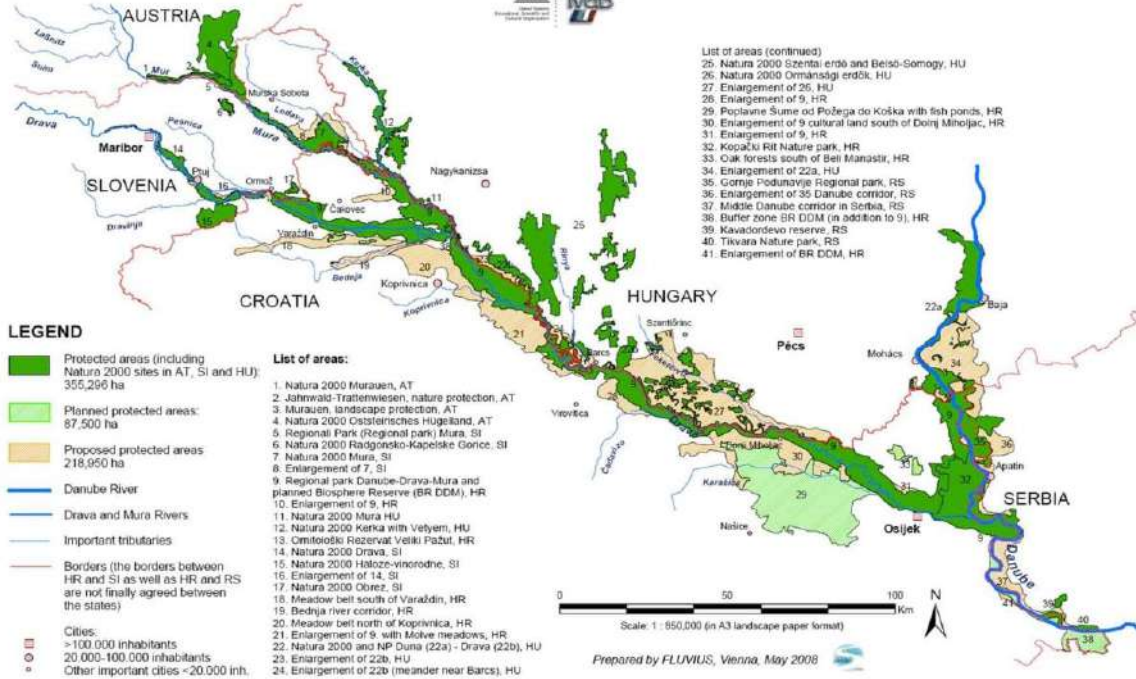 AUSTRIA
Mur
Murska Sobota
Mura
Lendava
Kerka
Drava
Pesnica
Maribor
Ptuj
Ormož
Nagykanizsa
SLOVENIA
Čakovec
Dravinja
Varaždin
Bednja
Koprivnica
Koprivnica
CROATIA
HUNGARY
Rinya
Szentlőrinc
Pécs
Barcs
Virovitica
Donji Miholjac
Karašica
Našice
Osijek
Baja
Mohács
Apatin
SERBIA
Danube
List of areas (continued)
25. Natura 2000 Szentai erdö and Belsö-Somogy, HU
26. Natura 2000 Ormánsági erdök, HU
27. Enlargement of 26, HU
28. Enlargement of 9, HR
29. Poplavne Šume od Požega do Koška with fish ponds, HR
30. Enlargement of 9 cultural land south of Dolnj Miholjac, HR
31. Enlargement of 9, HR
32. Kopački Rit Nature park, HR
33. Oak forests south of Beli Manastir, HR
34. Enlargement of 22a, HU
35. Gornje Podunavlje Regional park, RS
36. Enlargement of 35 Danube corridor, RS
37. Middle Danube corridor in Serbia, RS
38. Buffer zone BR DDM (in addition to 9), HR
39. Kavadordevo reserve, RS
40. Tikvara Nature park, RS
41. Enlargement of BR DDM, HR
LEGEND
Protected areas (including
Natura 2000 sites in AT, SI and HU):
355,296 ha
Planned protected areas:
87,500 ha
Proposed protected areas
218,950 ha
Danube River
Drava and Mura Rivers
Important tributaries
Borders (the borders between
HR and SI as well as HR and RS
are not finally agreed between
the states)
Cities:
>100.000 inhabitants
20.000-100.000 inhabitants
Other important cities <20.000 inh.
List of areas:
1. Natura 2000 Murauen, AT
2. Jahnwald-Trattenwiesen, nature protection, AT
3. Murauen, landscape protection, AT
4. Natura 2000 Oststeirisches Hügelland, AT
5. Regionali Park (Regional park) Mura, SI
6. Natura 2000 Radgonsko-Kapelske Gorice, SI
7. Natura 2000 Mura, SI
8. Enlargement of 7, SI
9. Regional park Danube-Drava-Mura and
planned Biosphere Reserve (BR DDM), HR
10. Enlargement of 9, HR
11. Natura 2000 Mura HU
12. Natura 2000 Kerka with Vetyem, HU
13. Ornitološki Rezervat Veliki Pažut, HR
14. Natura 2000 Drava, SI
15. Natura 2000 Haloze-vinorodne, SI
16. Enlargement of 14, SI
17. Natura 2000 Obrez, SI
18. Meadow belt south of Varaždin, HR
19. Bednja river corridor, HR
20. Meadow belt north of Koprivnica, HR
21. Enlargement of 9. with Molve meadows, HR
22. Natura 2000 and NP Duna (22a) - Drava (22b), HU
23. Enlargement of 22b, HU
24. Enlargement of 22b (meander near Barcs), HU
0 50 100
Km
N
Scale: 1 : 850,000 (in A3 landscape paper format)
Prepared by FLUVIUS, Vienna, May 2008